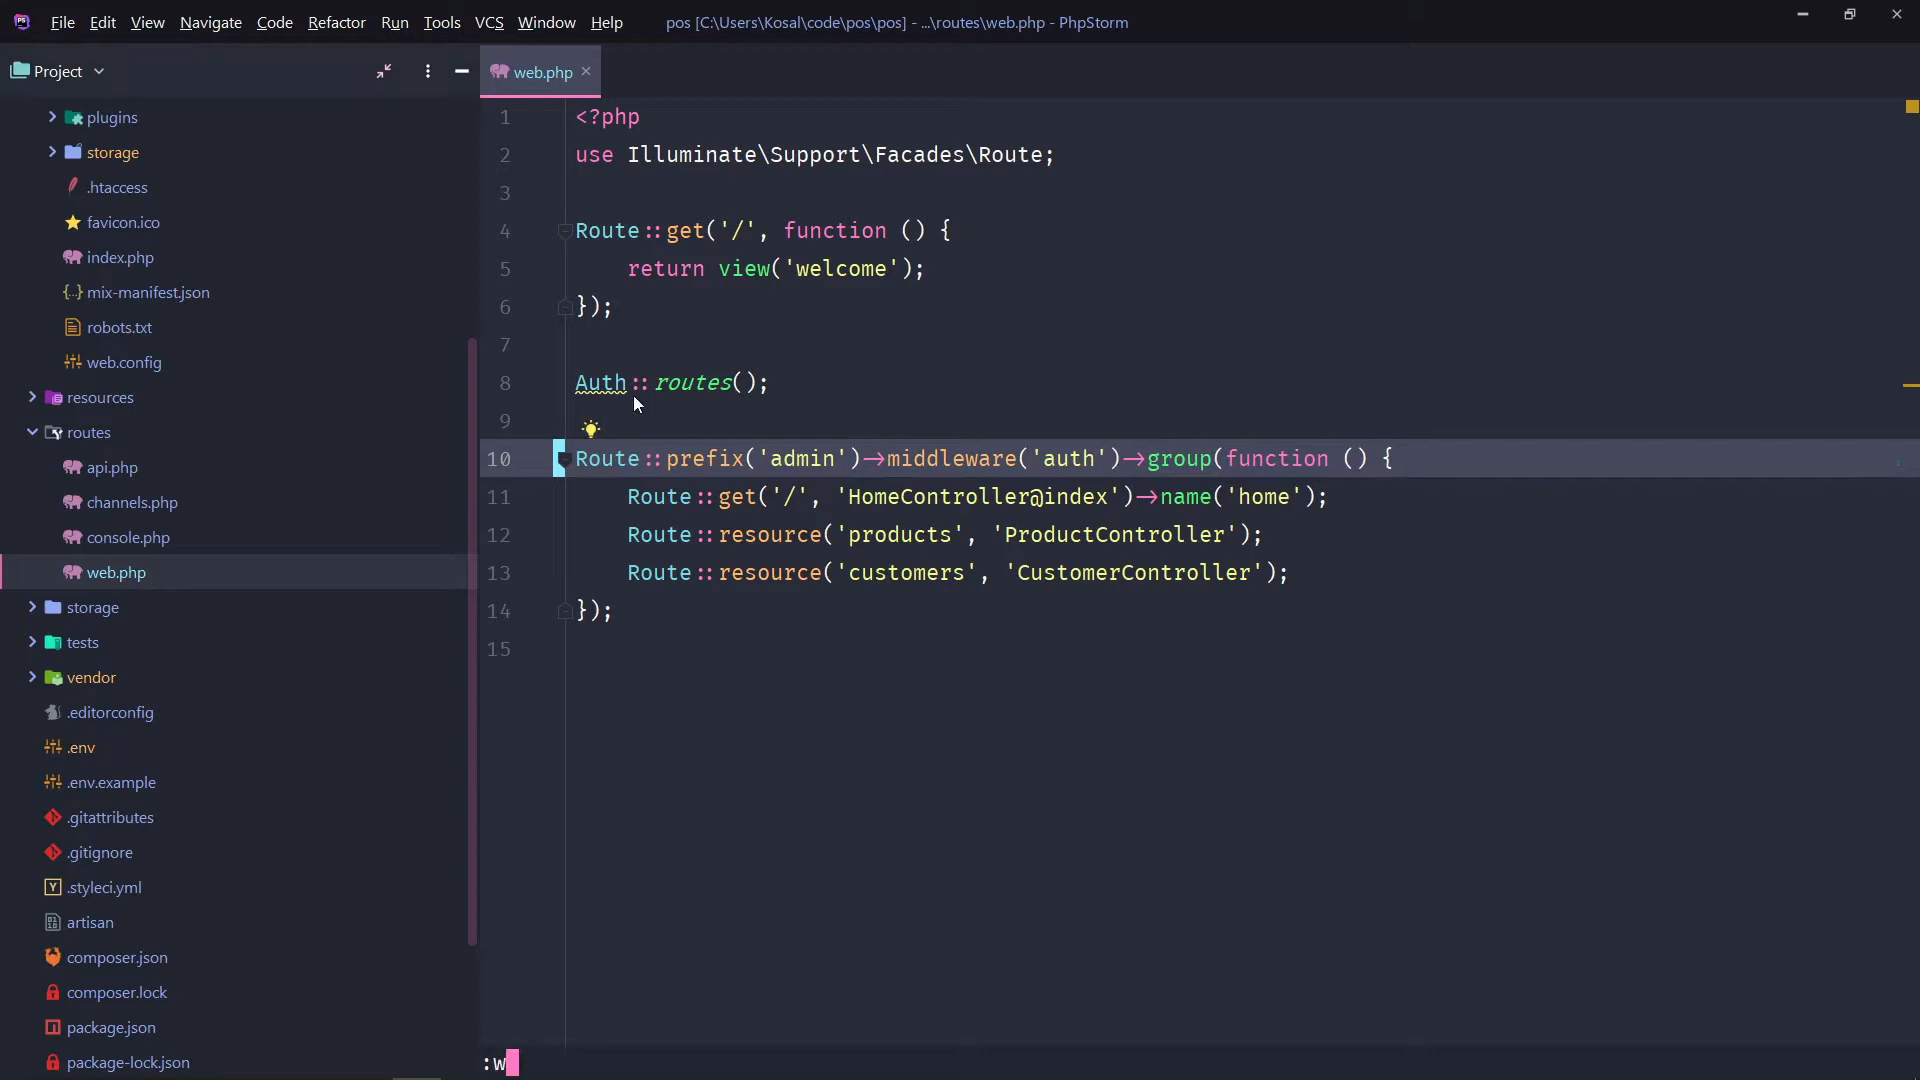 PS File Edit View Navigate Code Refactor Run Tools VCS Window Help pos [C:\Users\Kosal\code\pos\pos] - ...\routes\web.php - PhpStorm
Project
web.php
plugins
storage
.htaccess
favicon.ico
index.php
mix-manifest.json
robots.txt
web.config
resources
routes
api.php
channels.php
console.php
web.php
storage
tests
vendor
.editorconfig
.env
.env.example
.gitattributes
.gitignore
.styleci.yml
artisan
composer.json
composer.lock
package.json
package-lock.json
1 <?php
2 use Illuminate\Support\Facades\Route;
3
4 Route::get('/', function () {
5 return view('welcome');
6 });
7
8 Auth::routes();
9
10 Route::prefix('admin')->middleware('auth')->group(function () {
11 Route::get('/', 'HomeController@index')->name('home');
12 Route::resource('products', 'ProductController');
13 Route::resource('customers', 'CustomerController');
14 });
15
:w